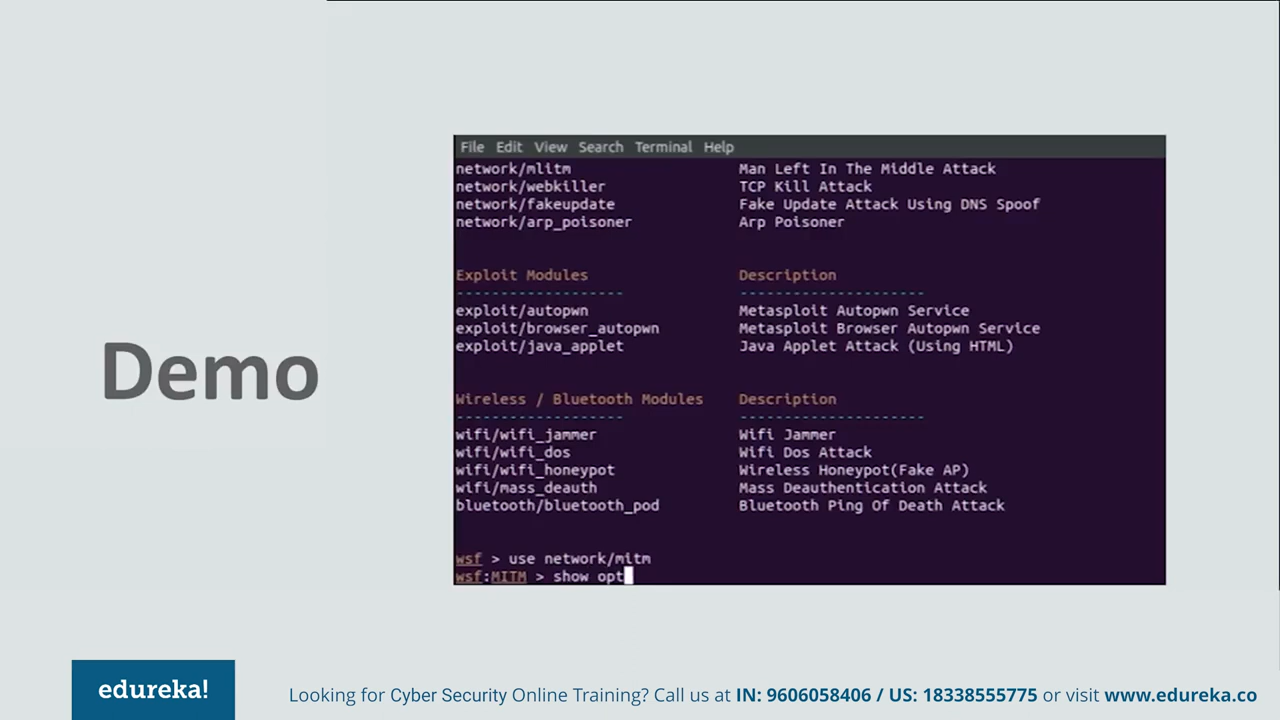 File Edit View Search Terminal Help
network/mlitm Man Left In The Middle Attack
network/webkiller TCP Kill Attack
network/fakeupdate Fake Update Attack Using DNS Spoof
network/arp_poisoner Arp Poisoner
Exploit Modules Description
------------------- ---------------------
exploit/autopwn Metasploit Autopwn Service
exploit/browser_autopwn Metasploit Browser Autopwn Service
exploit/java_applet Java Applet Attack (Using HTML)
Wireless / Bluetooth Modules Description
------------------- ---------------------
wifi/wifi_jammer Wifi Jammer
wifi/wifi_dos Wifi Dos Attack
wifi/wifi_honeypot Wireless Honeypot(Fake AP)
wifi/mass_deauth Mass Deauthentication Attack
bluetooth/bluetooth_pod Bluetooth Ping Of Death Attack
wsf > use network/mitm
wsf:MITM > show opt
Demo
edureka!
Looking for Cyber Security Online Training? Call us at IN: 9606058406 / US: 18338555775 or visit www.edureka.co